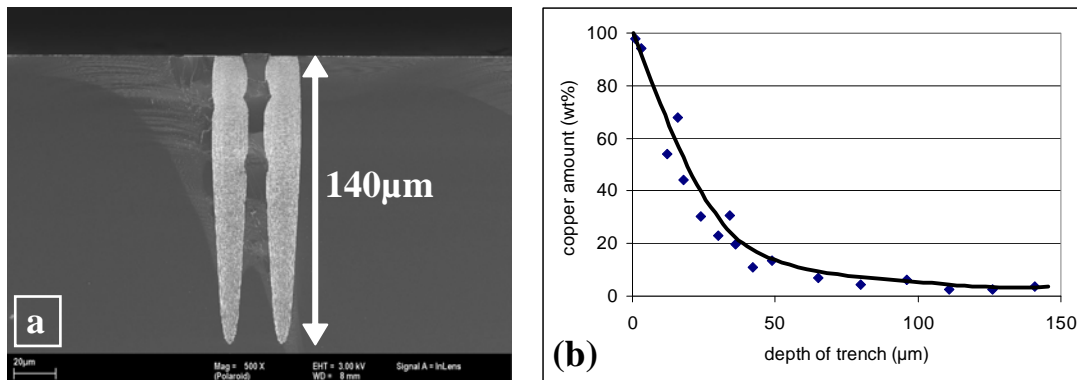 140µm
a
20µm
Mag = 500 X
(Polaroid)
EHT = 3.00 kV
WD = 8 mm
Signal A = InLens
100
80
60
40
20
0
copper amount (wt%)
0
50
100
150
depth of trench (µm)
(b)